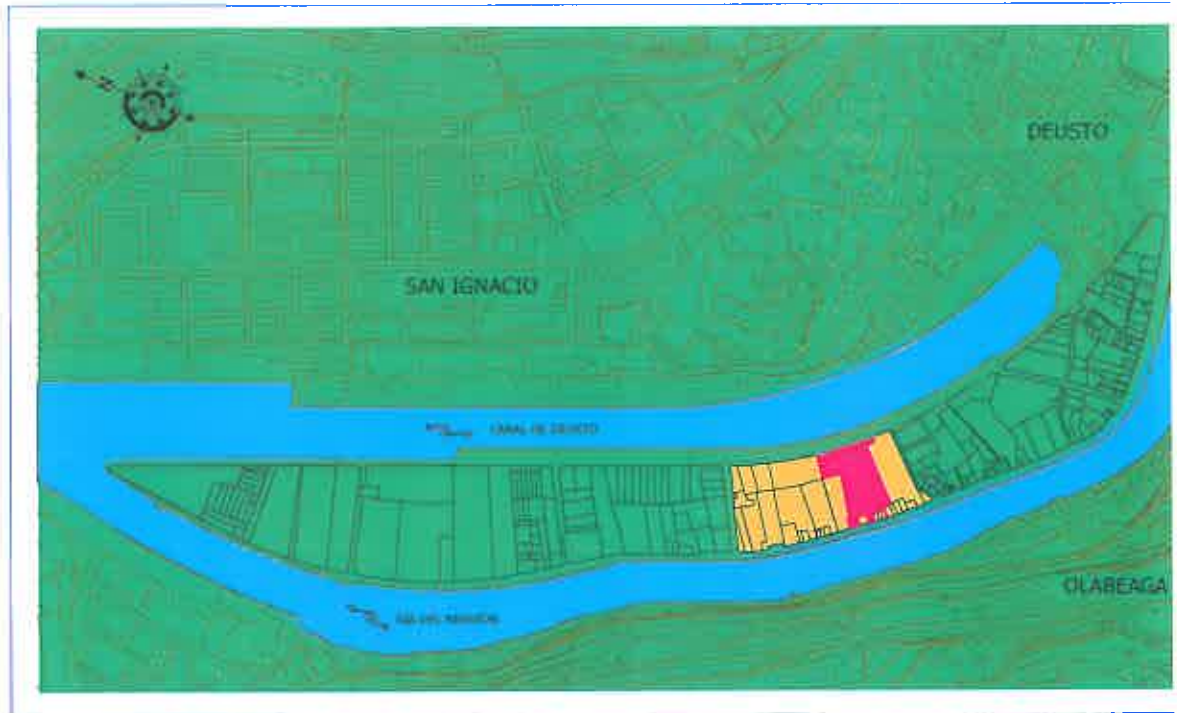 N
DEUSTO
SAN IGNACIO
CANAL DE DEUSTO
OLABEAGA